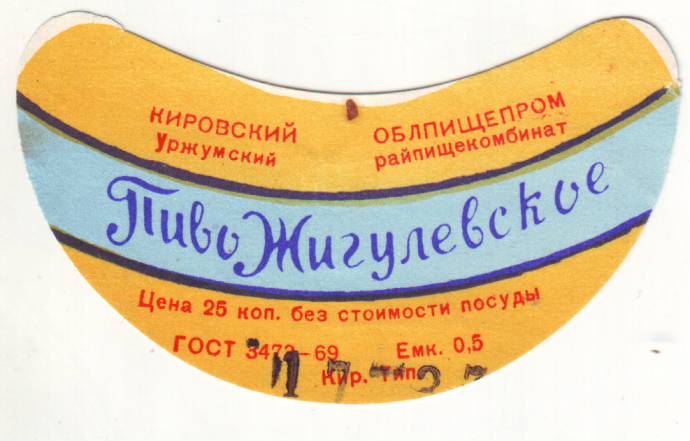 КИРОВСКИЙ ОБЛПИЩЕПРОМ
Уржумский райпищекомбинат
Пиво Жигулевское
Цена 25 коп. без стоимости посуды
ГОСТ 3473–69 Емк. 0,5
Кир. тип.